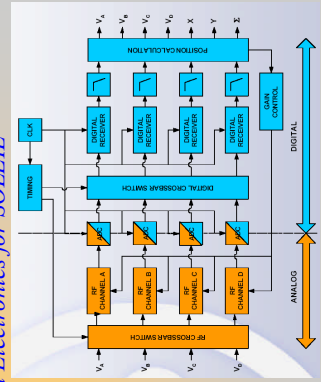 Electronics for SOLEIL
VA
VB
VC
VD
X
Y
Σ
POSITION CALCULATION
GAIN CONTROL
CLK
TIMING
DIGITAL RECEIVER
DIGITAL RECEIVER
DIGITAL RECEIVER
DIGITAL RECEIVER
DIGITAL CROSSBAR SWITCH
ADC
ADC
ADC
ADC
RF CHANNEL A
RF CHANNEL B
RF CHANNEL C
RF CHANNEL D
RF CROSSBAR SWITCH
VA
VB
VC
VD
DIGITAL
ANALOG